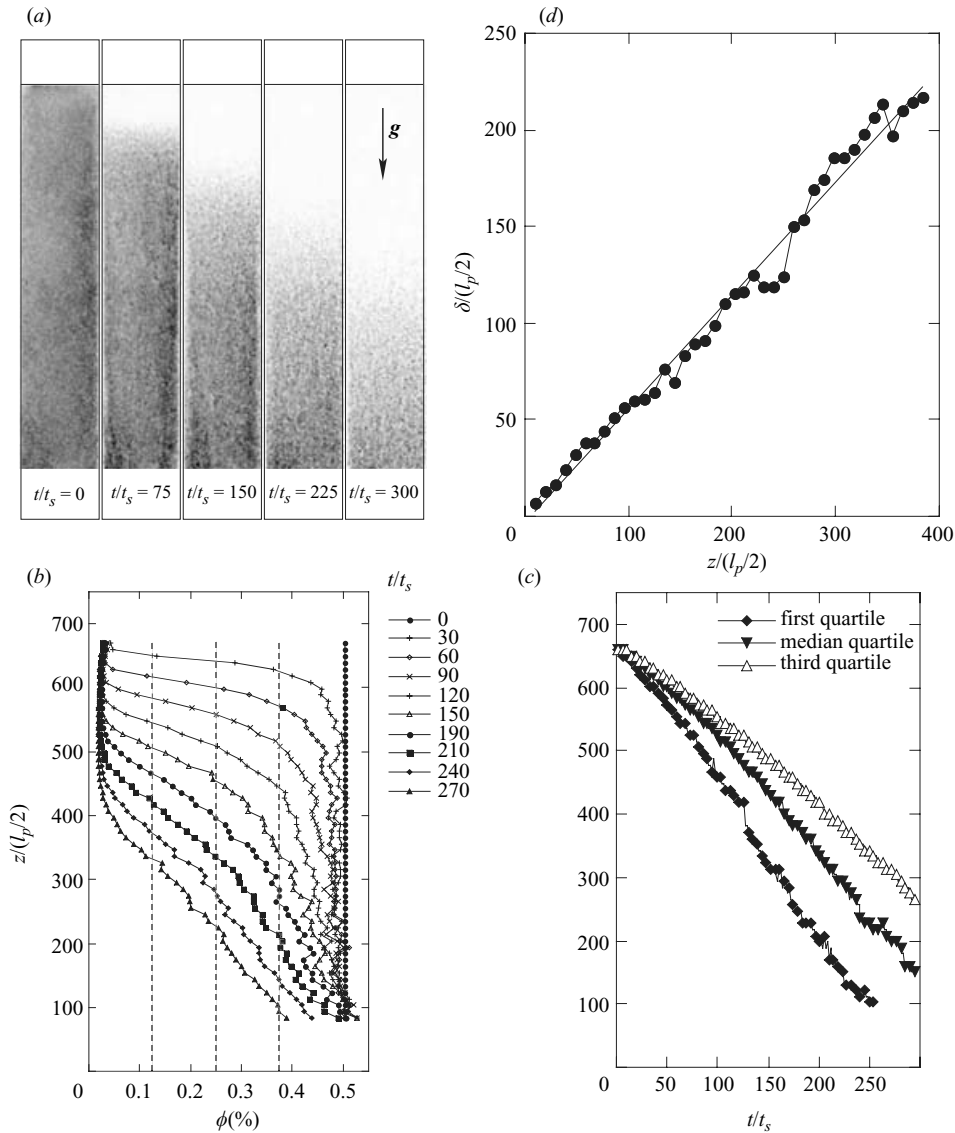 (a)
g
t/t_s = 0
t/t_s = 75
t/t_s = 150
t/t_s = 225
t/t_s = 300
(d)
250
200
150
100
50
0
100
200
300
400
δ/(l_p/2)
z/(l_p/2)
(b)
700
600
500
400
300
200
100
0
0.1
0.2
0.3
0.4
0.5
z/(l_p/2)
ϕ(%)
t/t_s
0
30
60
90
120
150
190
210
240
270
(c)
first quartile
median quartile
third quartile
700
600
500
400
300
200
100
0
50
100
150
200
250
t/t_s